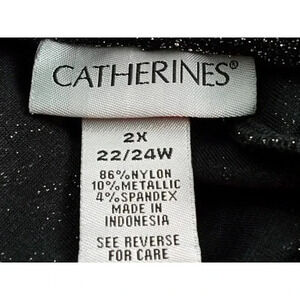 CATHERINES®
2X
22/24W
86%NYLON
10%METALLIC
4%SPANDEX
MADE IN
INDONESIA
SEE REVERSE
FOR CARE